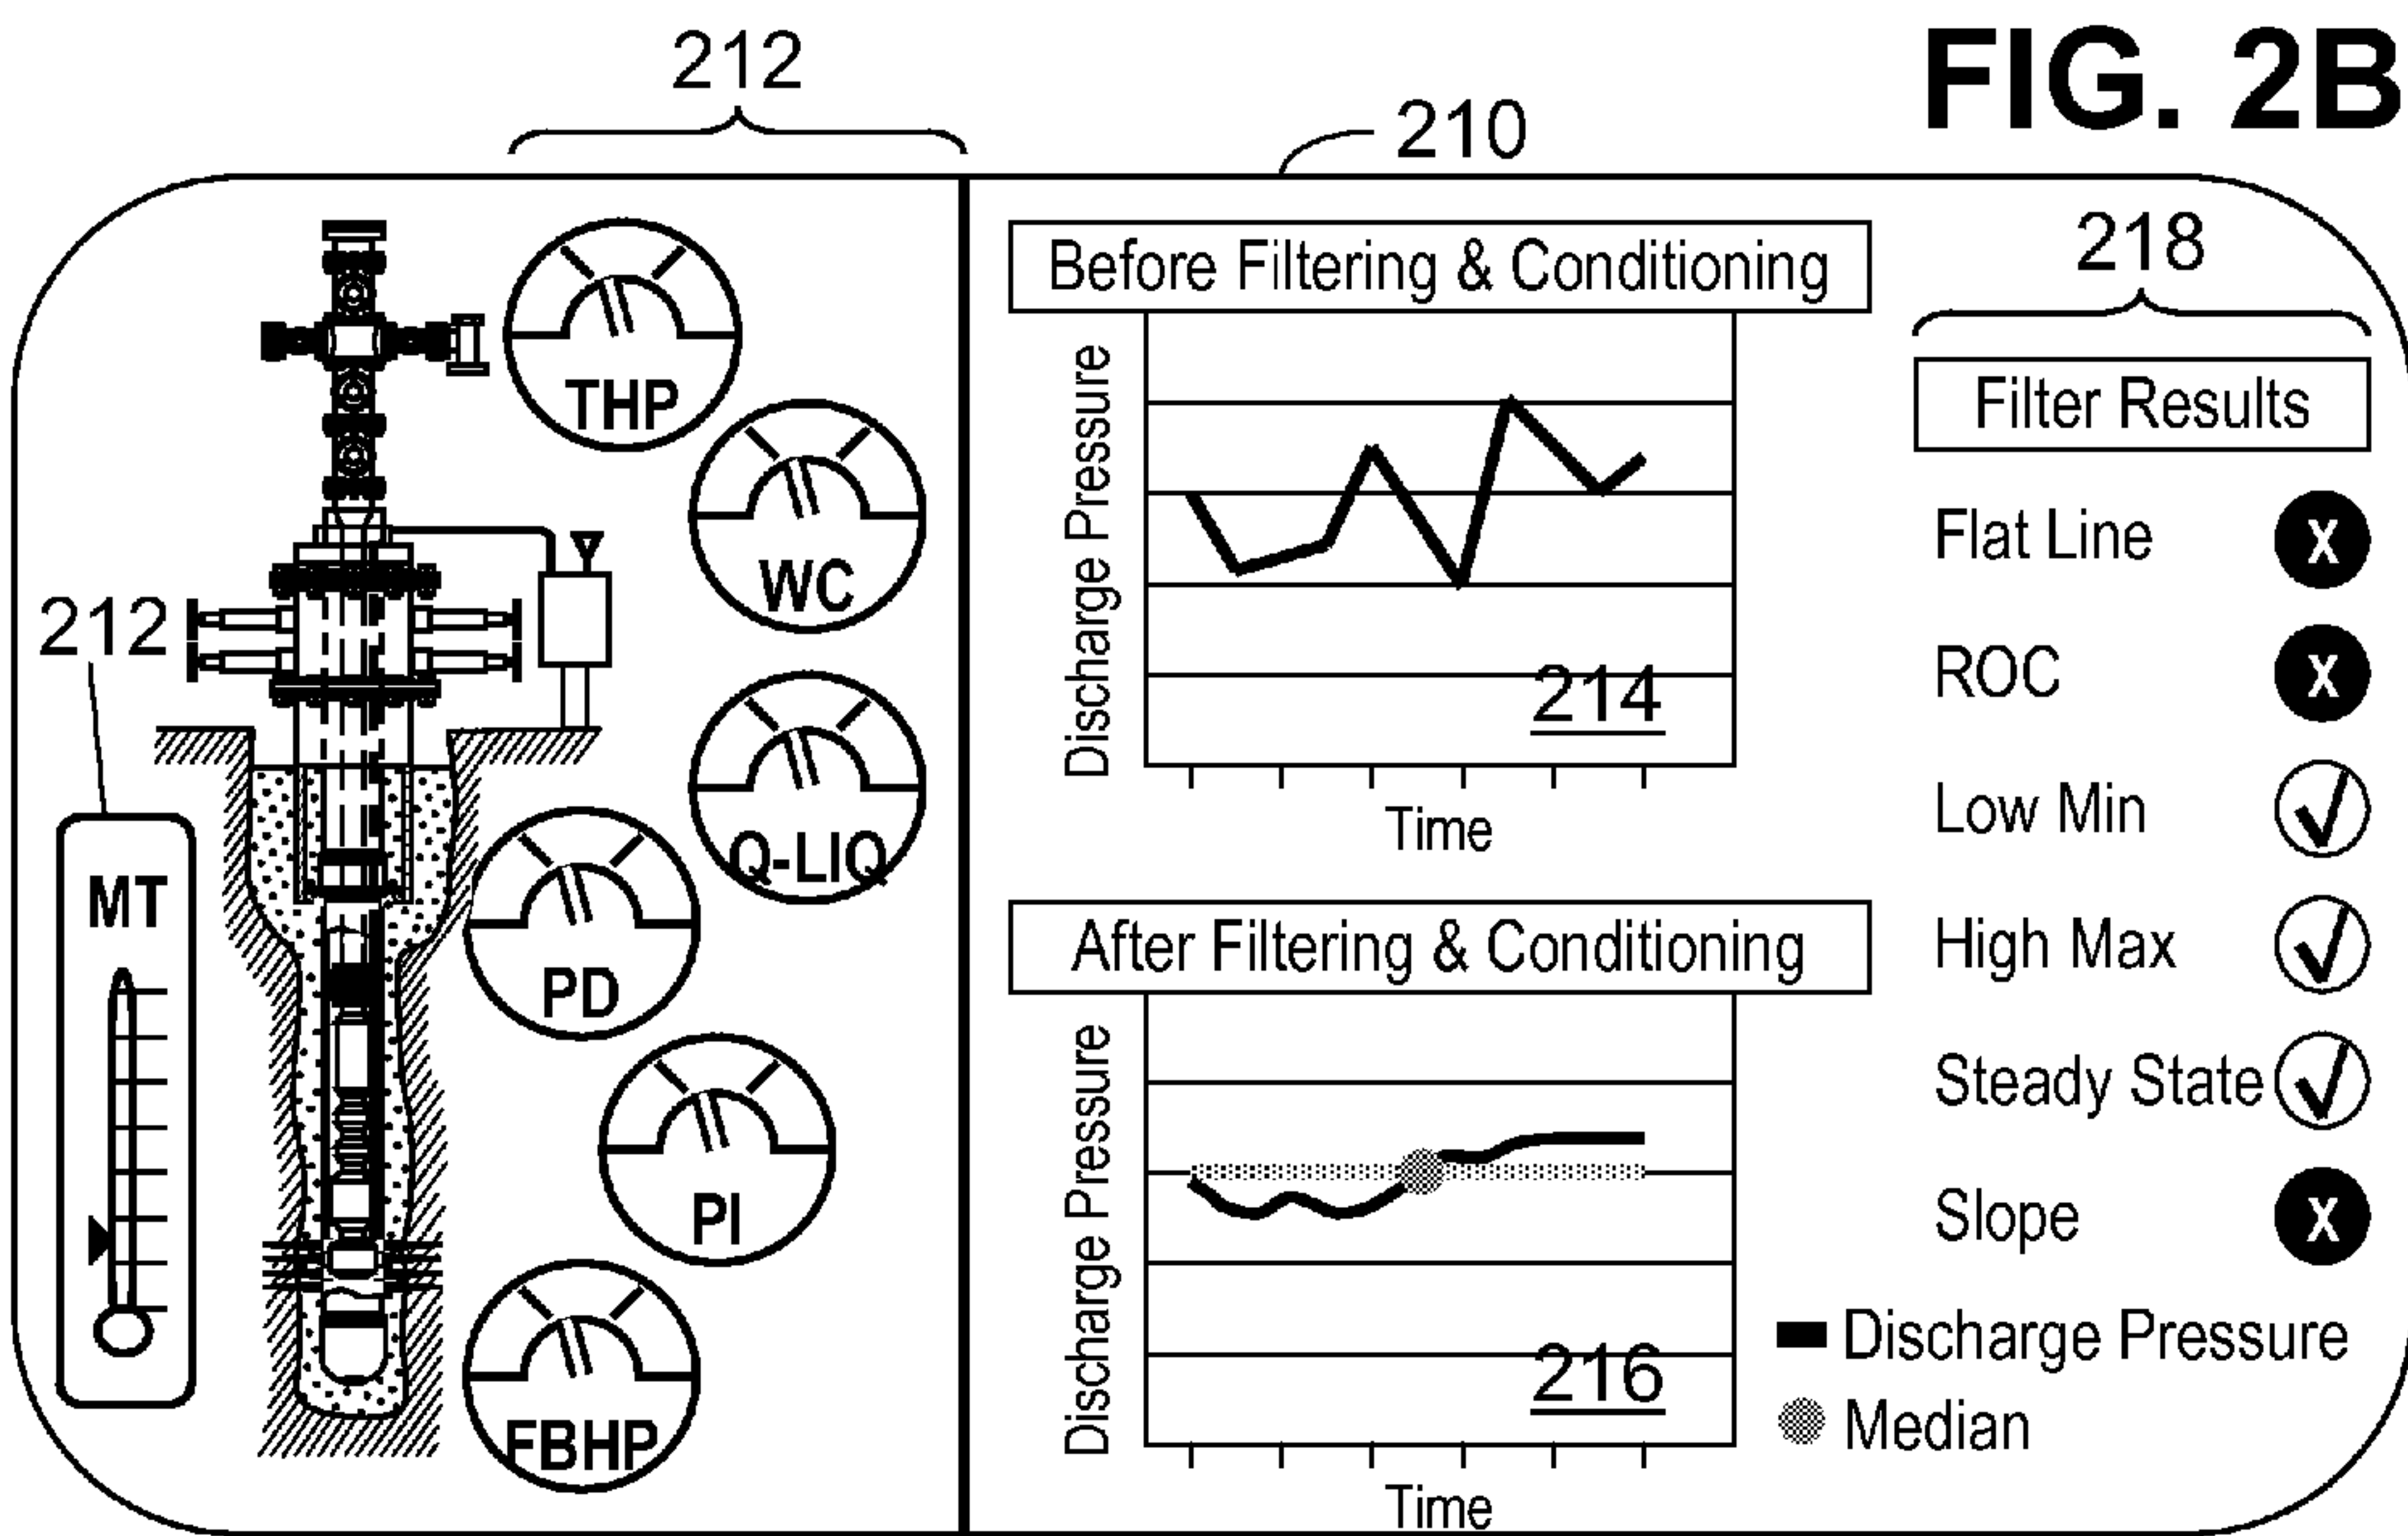 FIG. 2B
212
210
THP
WC
212
Q-LIQ
MT
PD
PI
FBHP
Before Filtering & Conditioning
Discharge Pressure
214
Time
After Filtering & Conditioning
Discharge Pressure
216
Time
218
Filter Results
Flat Line X
ROC X
Low Min
High Max
Steady State
Slope X
Discharge Pressure
Median